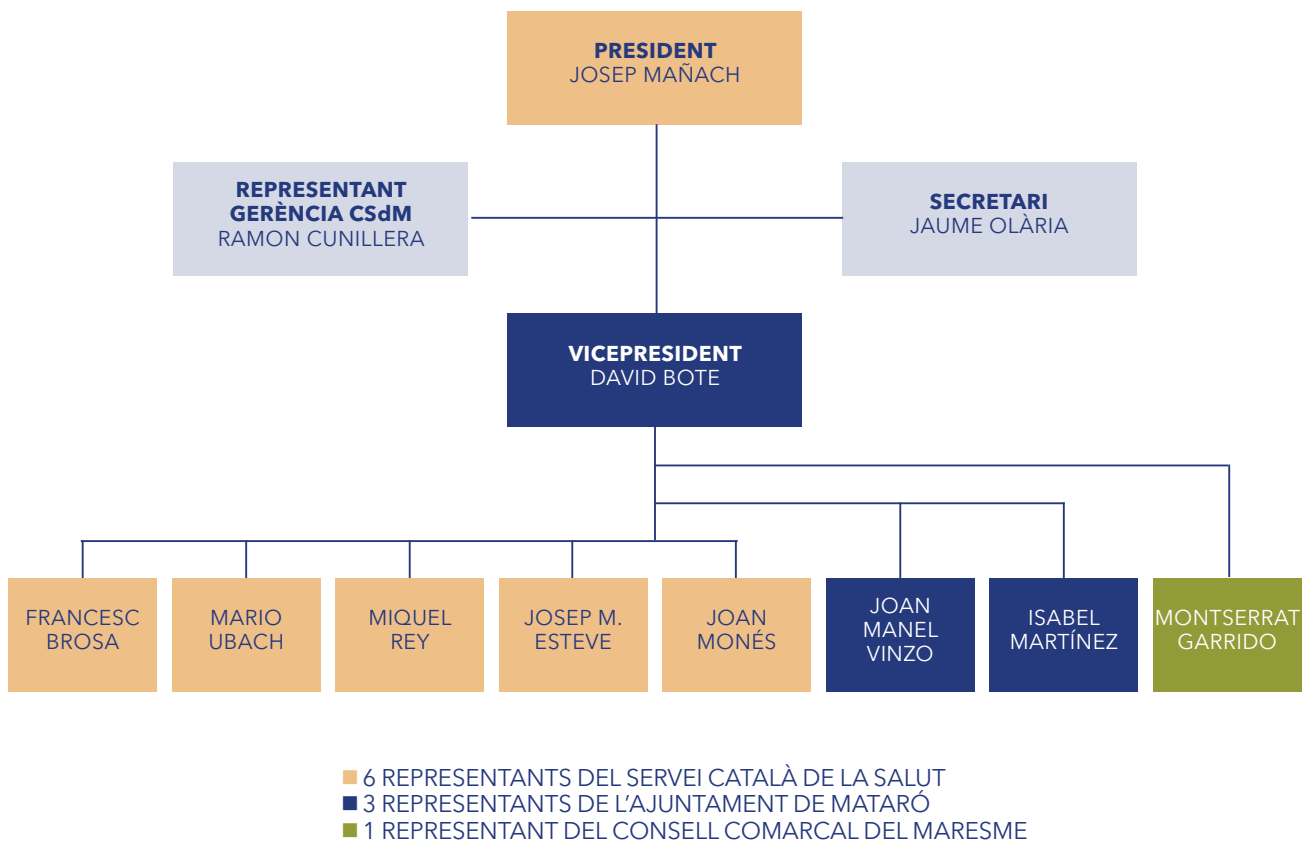 PRESIDENT
JOSEP MAÑACH
REPRESENTANT
GERÈNCIA CSdM
RAMON CUNILLERA
SECRETARI
JAUME OLÀRIA
VICEPRESIDENT
DAVID BOTE
FRANCESC
BROSA
MARIO
UBACH
MIQUEL
REY
JOSEP M.
ESTEVE
JOAN
MONÉS
JOAN
MANEL
VINZO
ISABEL
MARTÍNEZ
MONTSERRAT
GARRIDO
6 REPRESENTANTS DEL SERVEI CATALÀ DE LA SALUT
3 REPRESENTANTS DE L'AJUNTAMENT DE MATARÓ
1 REPRESENTANT DEL CONSELL COMARCAL DEL MARESME